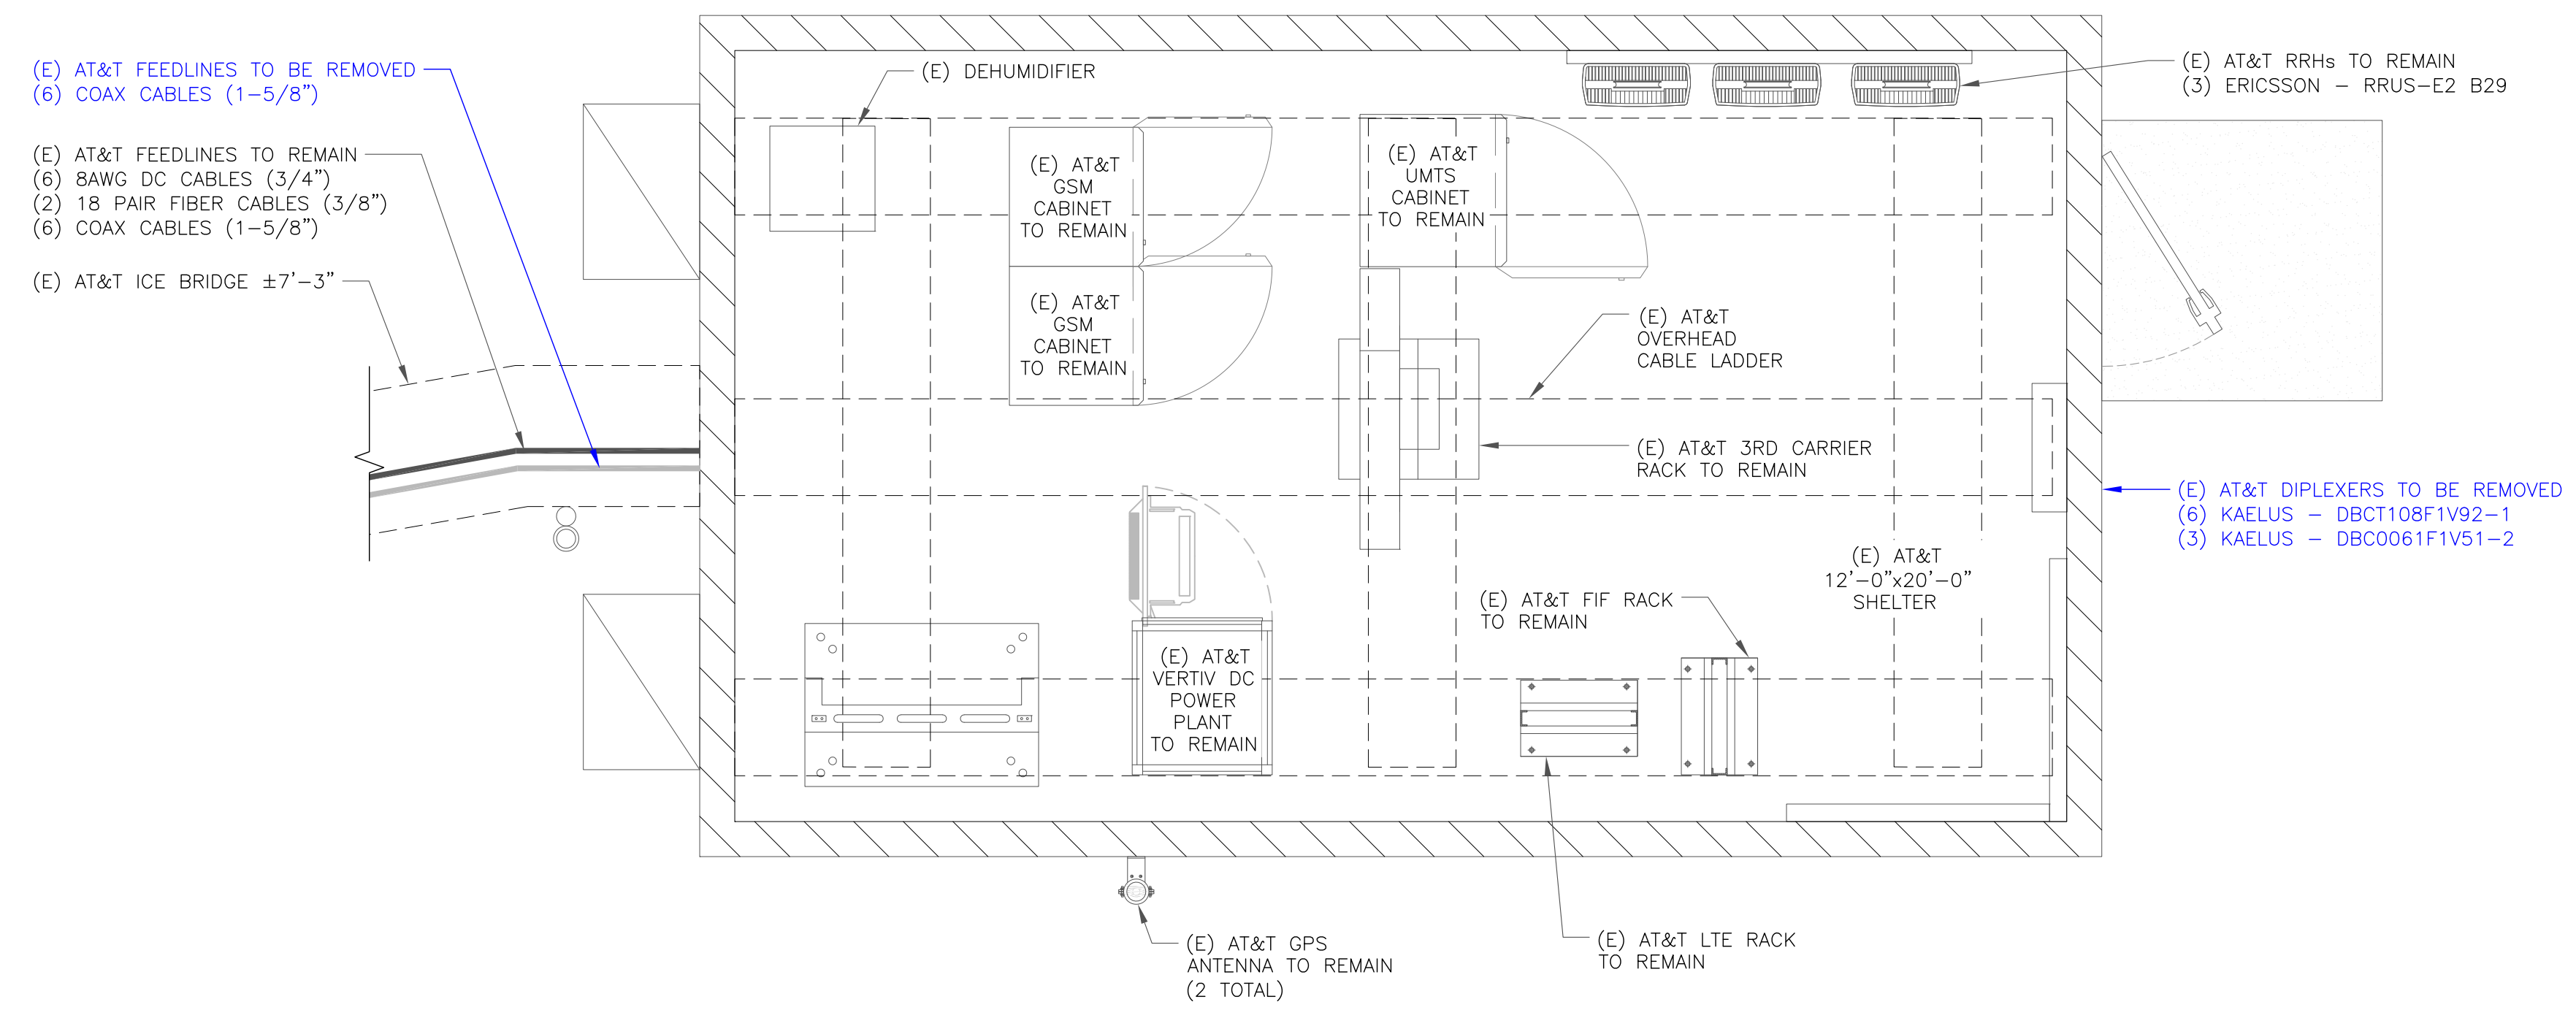 (E) AT&T FEEDLINES TO BE REMOVED
(6) COAX CABLES (1-5/8")
(E) AT&T FEEDLINES TO REMAIN
(6) 8AWG DC CABLES (3/4")
(2) 18 PAIR FIBER CABLES (3/8")
(6) COAX CABLES (1-5/8")
(E) AT&T ICE BRIDGE ±7'-3"
(E) DEHUMIDIFIER
(E) AT&T
GSM
CABINET
TO REMAIN
(E) AT&T
GSM
CABINET
TO REMAIN
(E) AT&T
UMTS
CABINET
TO REMAIN
(E) AT&T RRHs TO REMAIN
(3) ERICSSON - RRUS-E2 B29
(E) AT&T
OVERHEAD
CABLE LADDER
(E) AT&T 3RD CARRIER
RACK TO REMAIN
(E) AT&T DIPLEXERS TO BE REMOVED
(6) KAELUS - DBCT108F1V92-1
(3) KAELUS - DBC0061F1V51-2
(E) AT&T
12'-0"x20'-0"
SHELTER
(E) AT&T FIF RACK
TO REMAIN
(E) AT&T
VERTIV DC
POWER
PLANT
TO REMAIN
(E) AT&T GPS
ANTENNA TO REMAIN
(2 TOTAL)
(E) AT&T LTE RACK
TO REMAIN